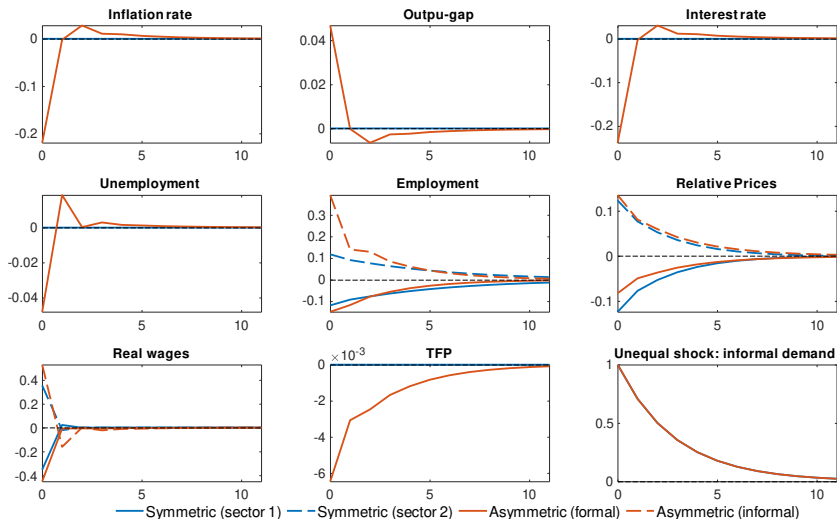 Inflation rate
Outpu-gap
Interest rate
0
-0.1
-0.2
0 5 10
0.04
0.02
0
0 5 10
0
-0.1
-0.2
0 5 10
Unemployment
Employment
Relative Prices
0
-0.02
-0.04
0 5 10
0.3
0.2
0.1
0
-0.1
0 5 10
0.1
0
-0.1
0 5 10
Real wages
TFP
Unequal shock: informal demand
0.4
0.2
0
-0.2
-0.4
0 5 10
× 10⁻³
0
-2
-4
-6
0 5 10
1
0.5
0
0 5 10
Symmetric (sector 1) Symmetric (sector 2) Asymmetric (formal) Asymmetric (informal)